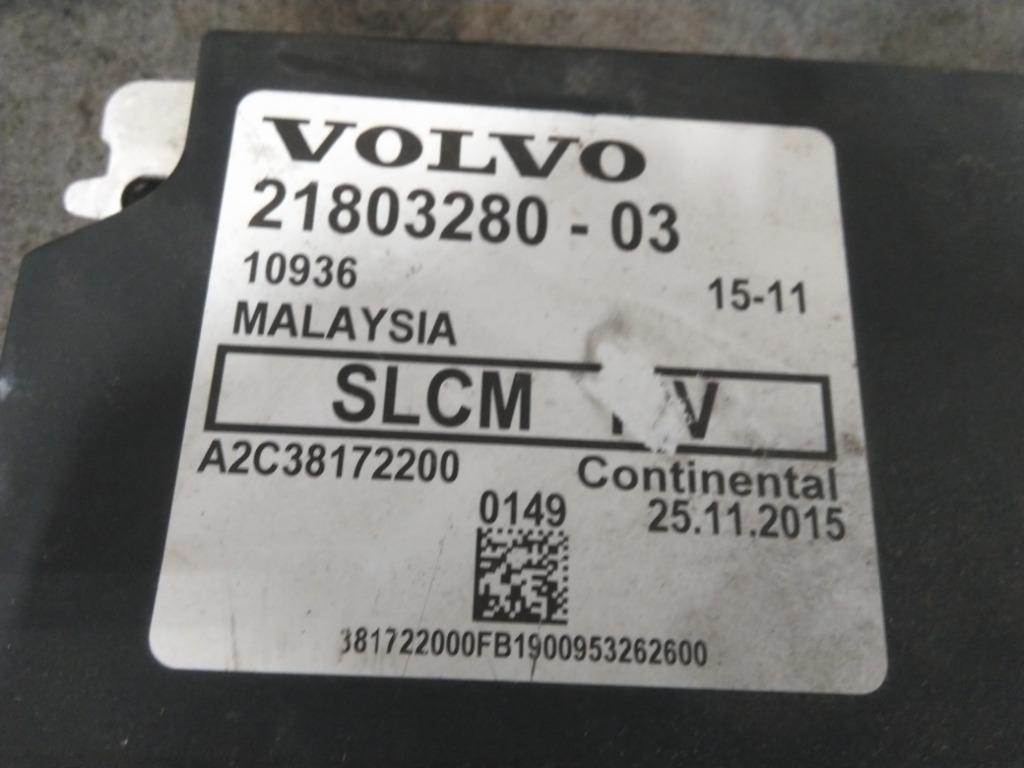 VOLVO
21803280 - 03
10936
15-11
MALAYSIA
SLCM
A2C38172200
Continental
0149
25.11.2015
381722000FB1900953262600